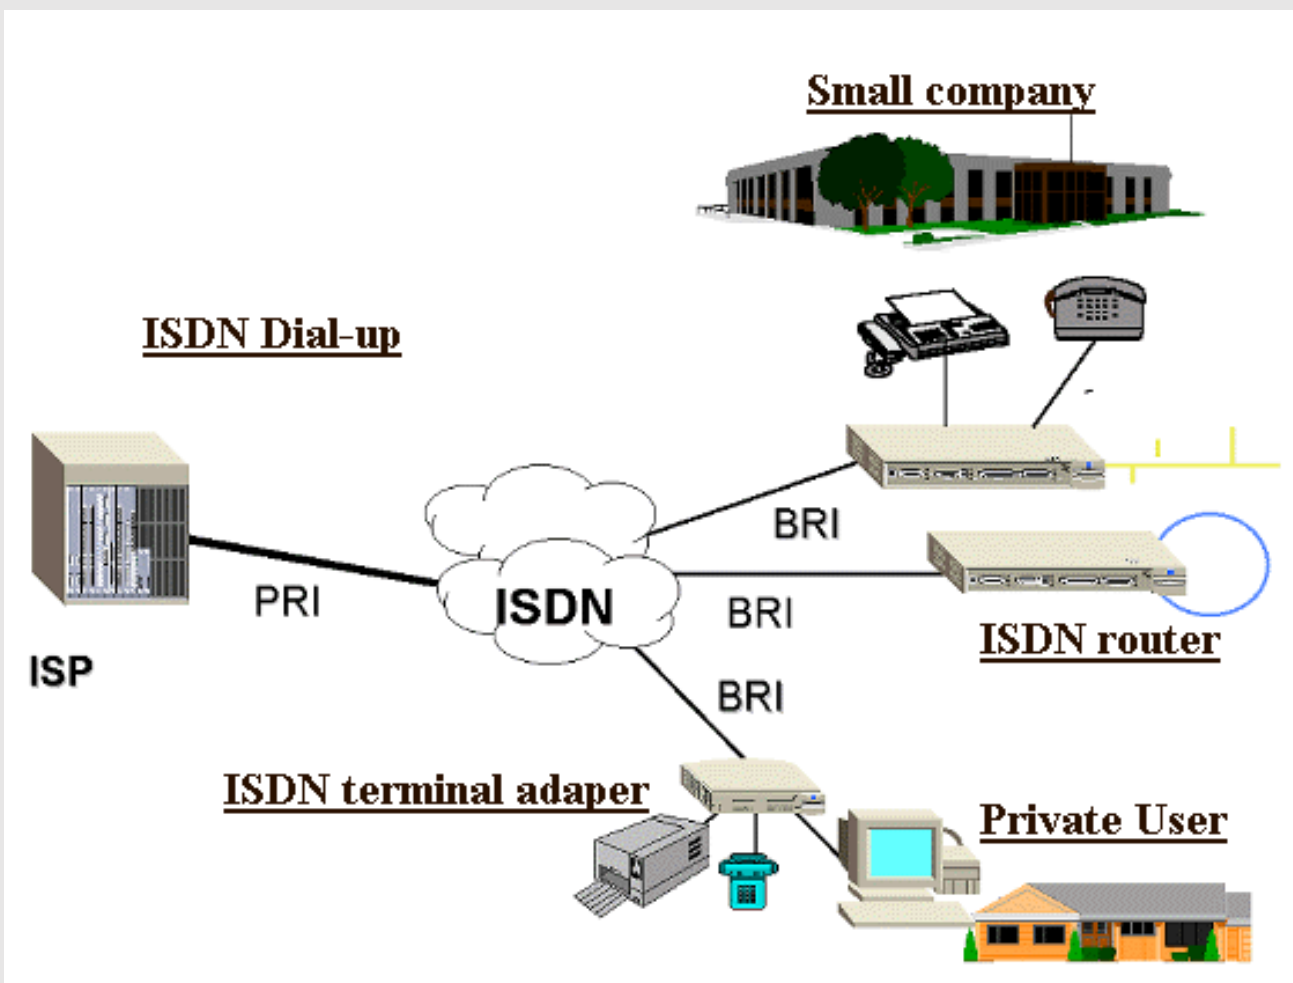 Small company
ISDN Dial-up
BRI
PRI
ISDN
BRI
ISDN router
ISP
BRI
ISDN terminal adaper
Private User